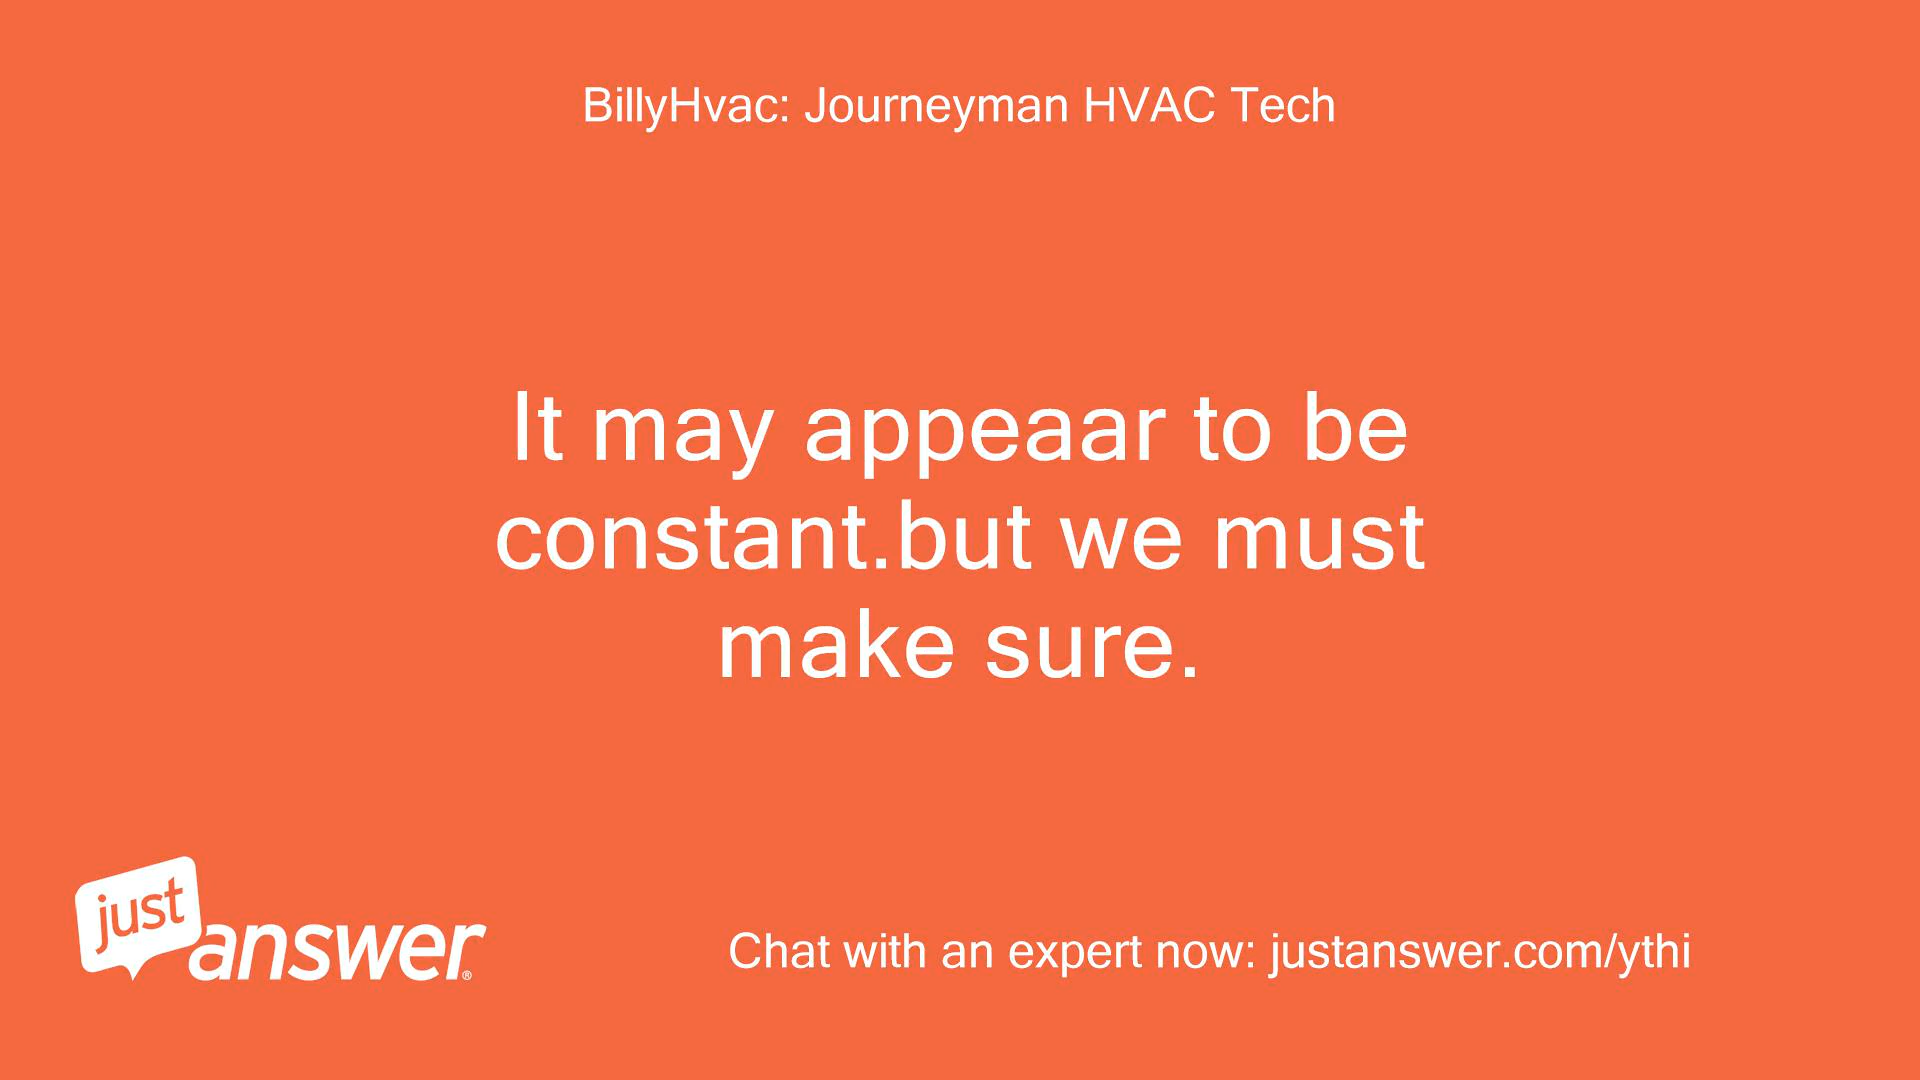 BillyHvac: Journeyman HVAC Tech
It may appeaar to be
constant.but we must
make sure.
just
answer®
Chat with an expert now: justanswer.com/ythi